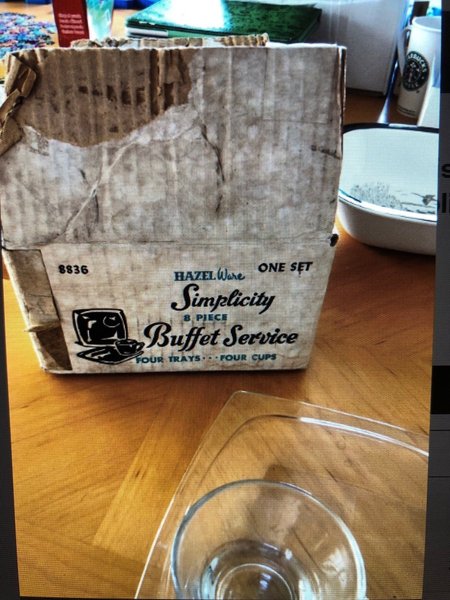 8836
HAZEL Ware
ONE SET
Simplicity
8 PIECE
Buffet Service
FOUR TRAYS··· FOUR CUPS